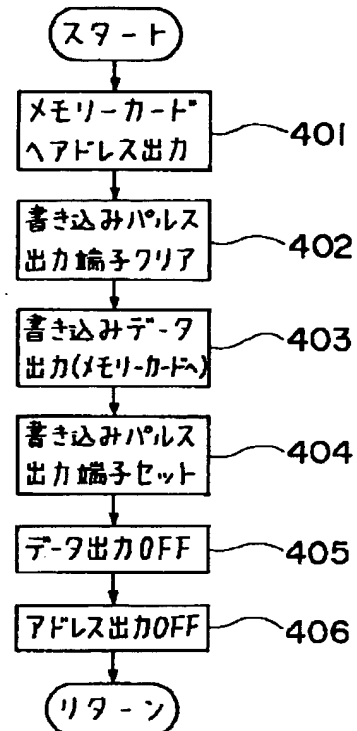 スタート
メモリーカード
へアドレス出力
401
書き込みパルス
出力端子クリア
402
書き込みデータ
出力(メモリーカードへ)
403
書き込みパルス
出力端子セット
404
データ出力OFF
405
アドレス出力OFF
406
リターン